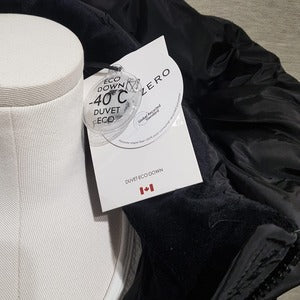 ECO
DOWN
-40°C
DUVET
ECO
ZERO
DUVET-ECO-DOWN